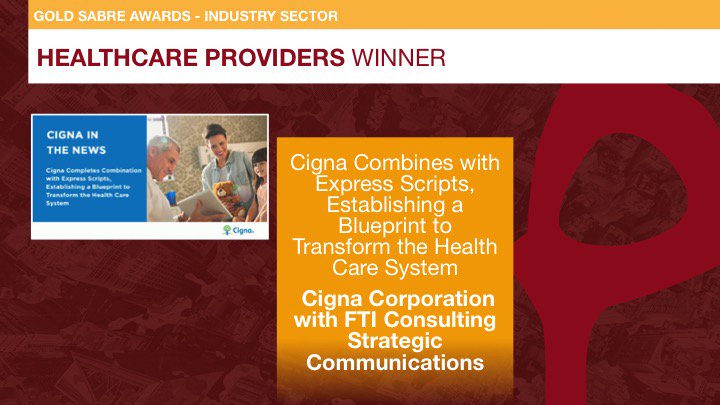 GOLD SABRE AWARDS - INDUSTRY SECTOR
HEALTHCARE PROVIDERS WINNER
CIGNA IN
THE NEWS
Cigna Completes Combination
with Express Scripts,
Establishing a Blueprint to
Transform the Health Care
System
Cigna.
Cigna Combines with
Express Scripts,
Establishing a
Blueprint to
Transform the Health
Care System
Cigna Corporation
with FTI Consulting
Strategic
Communications